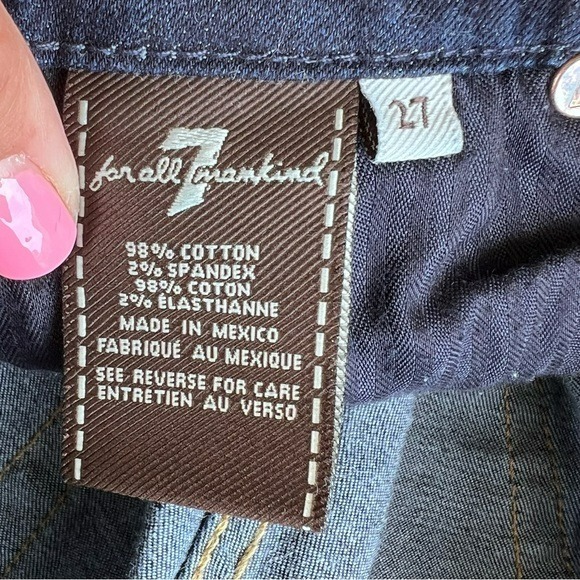 for all 7 mankind
27
98% COTTON
2% SPANDEX
98% COTON
2% ÉLASTHANNE
MADE IN MEXICO
FABRIQUÉ AU MEXIQUE
SEE REVERSE FOR CARE
ENTRETIEN AU VERSO